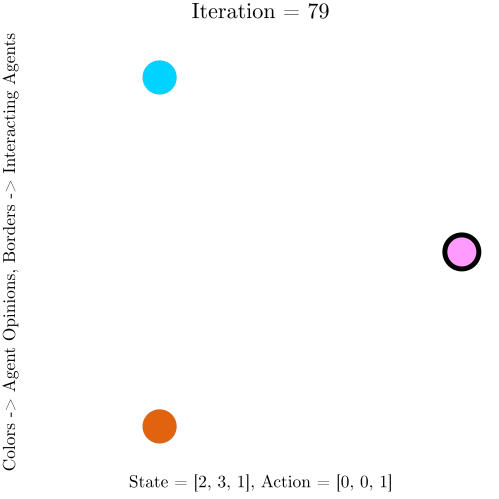 Iteration = 79
Colors -> Agent Opinions, Borders -> Interacting Agents
State = [2, 3, 1], Action = [0, 0, 1]